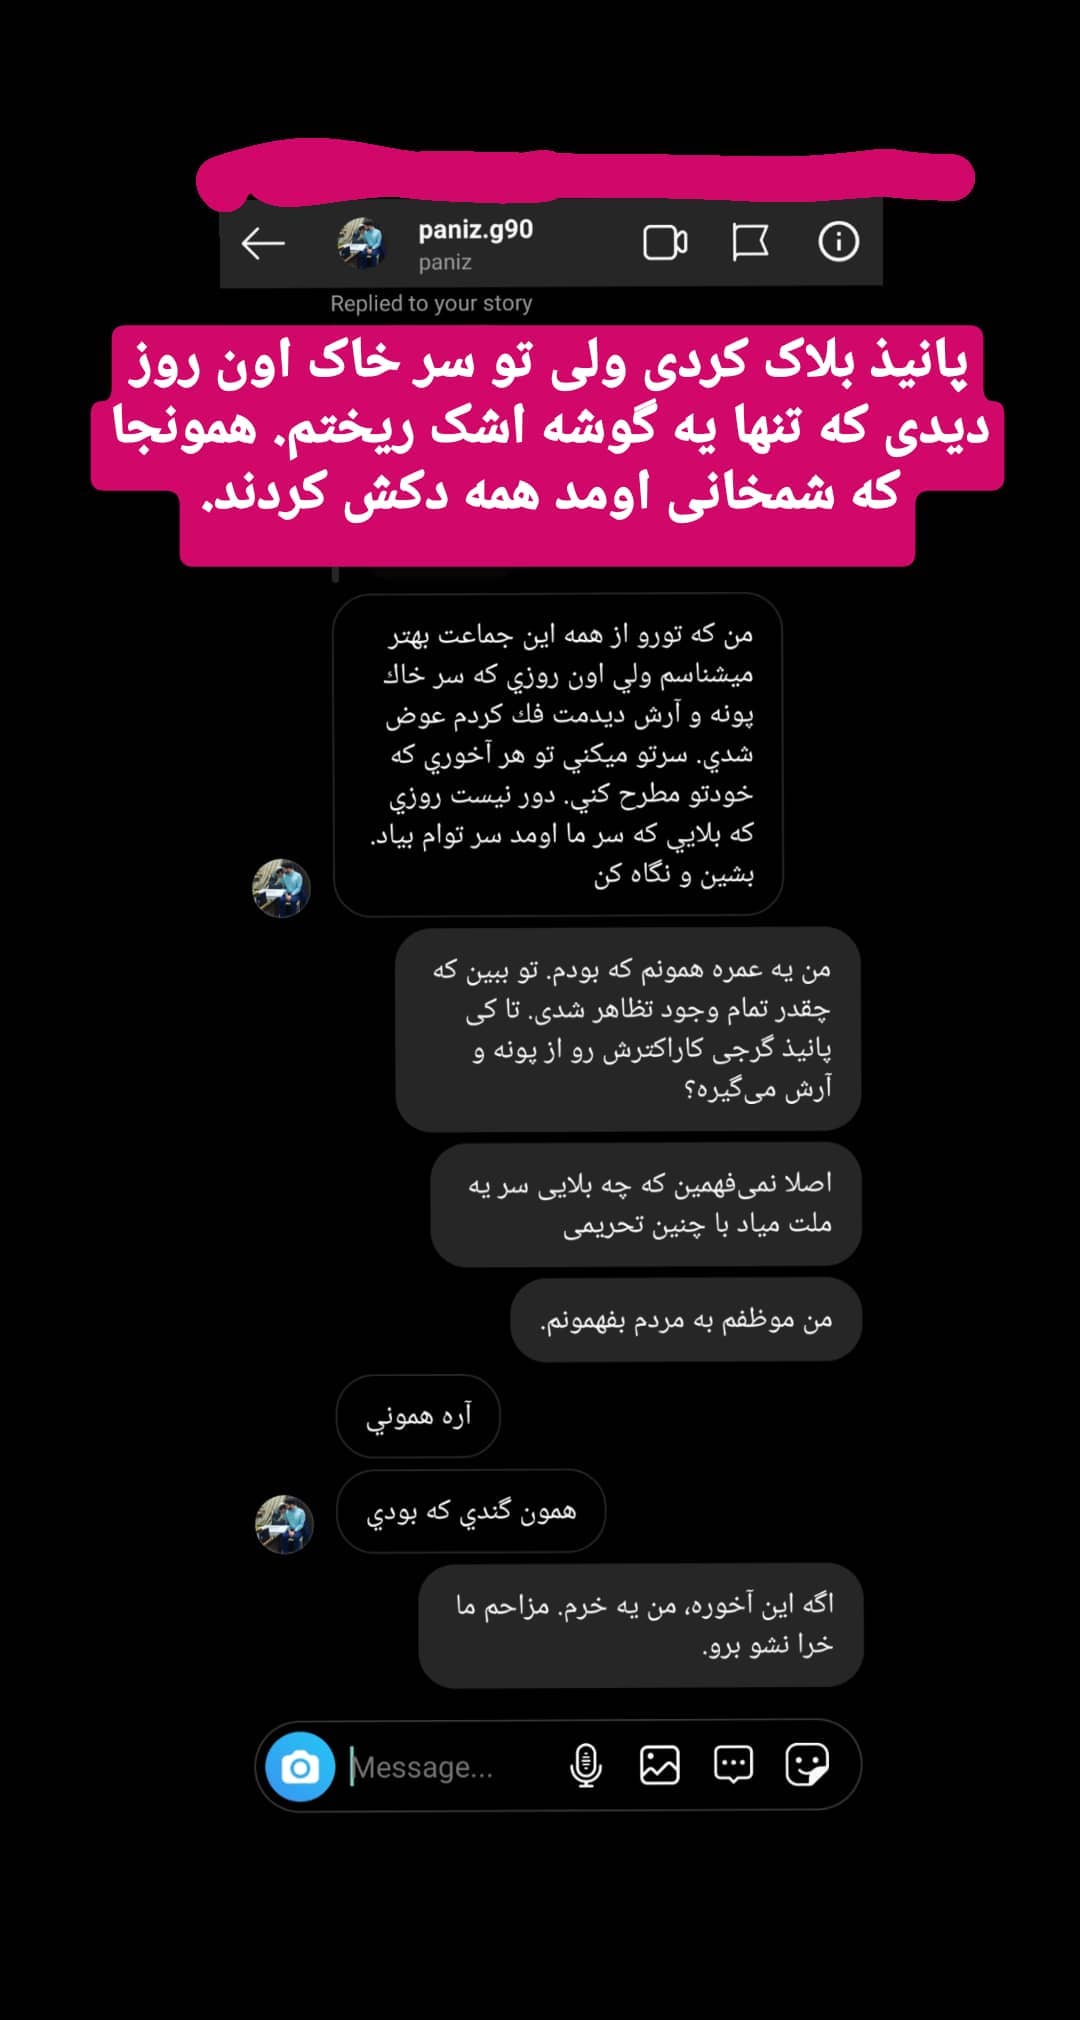 paniz.g90
paniz
Replied to your story
پانیذ بلاک کردی ولی تو سر خاک اون روز
دیدی که تنها یه گوشه اشک ریختم. همونجا
که شمخانی اومد همه دکش کردند.
من که تورو از همه این جماعت بهتر
میشناسم ولي اون روزي که سر خاك
پونه و آرش دیدمت فك کردم عوض
شدي. سرتو میکني تو هر آخوري که
خودتو مطرح کني. دور نیست روزي
که بلايي که سر ما اومد سر توام بیاد.
بشین و نگاه کن
من یه عمره همونم که بودم. تو ببین که
چقدر تمام وجود تظاهر شدی. تا کی
پانیذ گرجی کاراکترش رو از پونه و
آرش می‌گیره؟
اصلا نمی‌فهمین که چه بلایی سر یه
ملت میاد با چنین تحریمی
من موظفم به مردم بفهمونم.
آره هموني
همون گندي که بودي
اگه این آخوره، من یه خرم. مزاحم ما
خرا نشو برو.
Message...